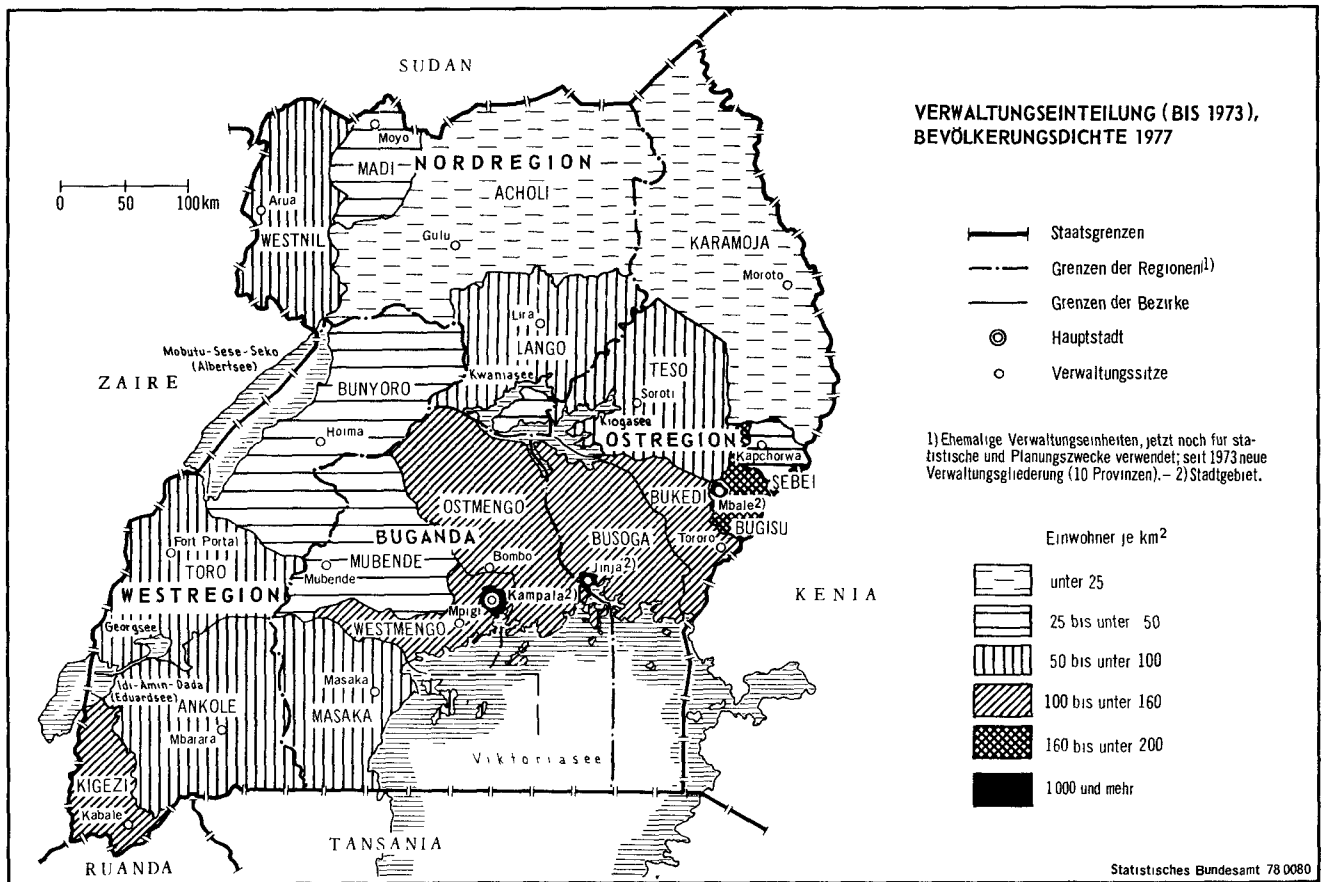 SUDAN
Moyo
MADI
NORDREGION
ACHOLI
0 50 100 km
Arua
WESTNIL
Gulu
KARAMOJA
Moroto
Lira
LANGO
Mobutu-Sese-Seko
(Albertsee)
ZAIRE
Kwaniasee
TESO
BUNYORO
Soroti
Kiogasee
Hoima
OSTREGION
Kapchorwa
SEBEI
BUKEDI
Mbale2)
OSTMENGO
BUGISU
BUGANDA
BUSOGA
Tororo
Fort Portal
TORO
MUBENDE
Mubende
Bombo
Jinja2)
WESTREGION
Kampala2)
Mpigi
KENIA
WESTMENGO
Georgsee
Idi-Amin-Dada
(Eduardsee)
Masaka
ANKOLE
MASAKA
Mbarara
Viktoriasee
KIGEZI
Kabale
TANSANIA
RUANDA
VERWALTUNGSEINTEILUNG (BIS 1973),
BEVÖLKERUNGSDICHTE 1977
Staatsgrenzen
Grenzen der Regionen1)
Grenzen der Bezirke
Hauptstadt
Verwaltungssitze
1) Ehemalige Verwaltungseinheiten, jetzt noch fur sta-
tistische und Planungszwecke verwendet; seit 1973 neue
Verwaltungsgliederung (10 Provinzen). – 2) Stadtgebiet.
Einwohner je km²
unter 25
25 bis unter 50
50 bis unter 100
100 bis unter 160
160 bis unter 200
1000 und mehr
Statistisches Bundesamt 78 0080